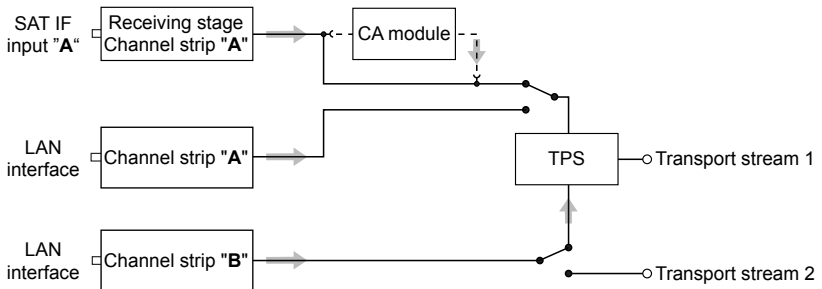 SAT IF
input "A“
Receiving stage
Channel strip "A"
CA module
LAN
interface
Channel strip "A"
TPS
Transport stream 1
LAN
interface
Channel strip "B"
Transport stream 2